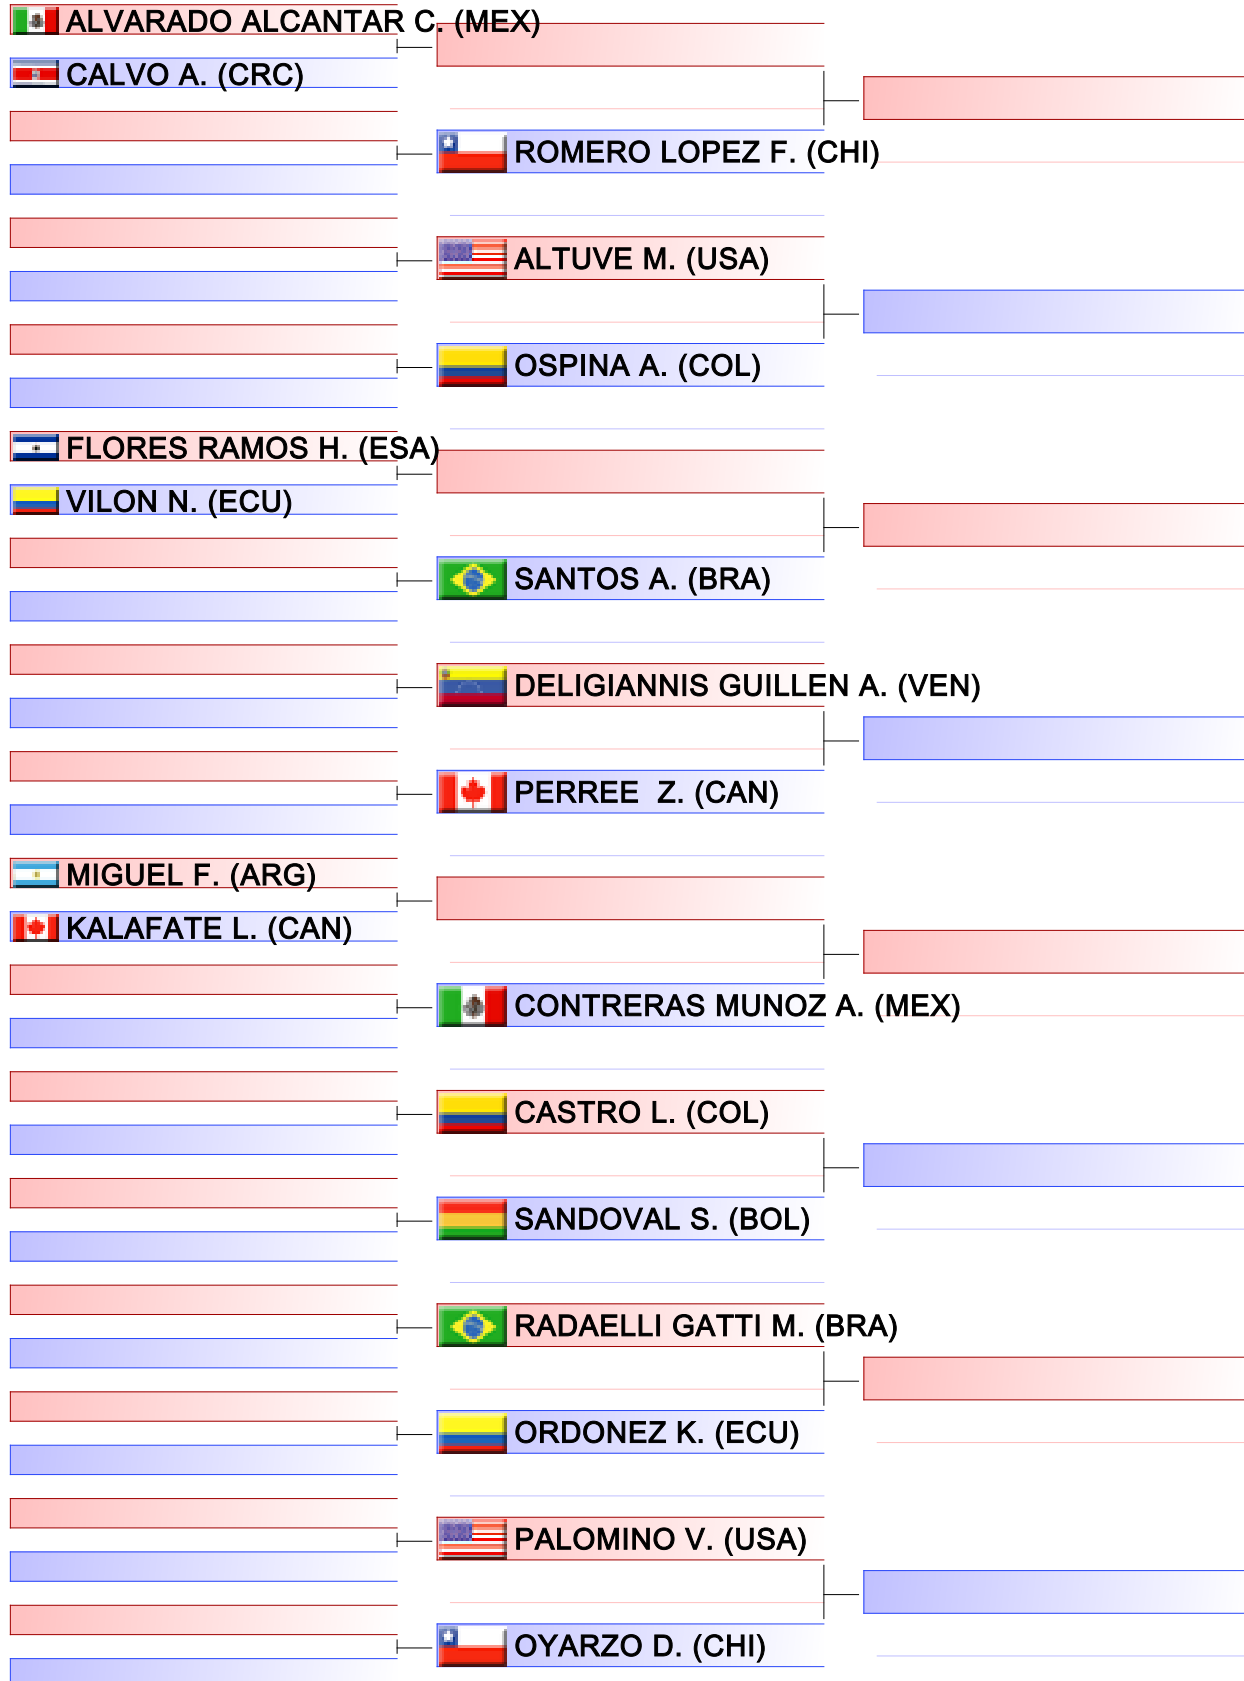 ALVARADO ALCANTAR C. (MEX)
CALVO A. (CRC)
ROMERO LOPEZ F. (CHI)
ALTUVE M. (USA)
OSPINA A. (COL)
FLORES RAMOS H. (ESA)
VILON N. (ECU)
SANTOS A. (BRA)
DELIGIANNIS GUILLEN A. (VEN)
PERREE  Z. (CAN)
MIGUEL F. (ARG)
KALAFATE L. (CAN)
CONTRERAS MUNOZ A. (MEX)
CASTRO L. (COL)
SANDOVAL S. (BOL)
RADAELLI GATTI M. (BRA)
ORDONEZ K. (ECU)
PALOMINO V. (USA)
OYARZO D. (CHI)